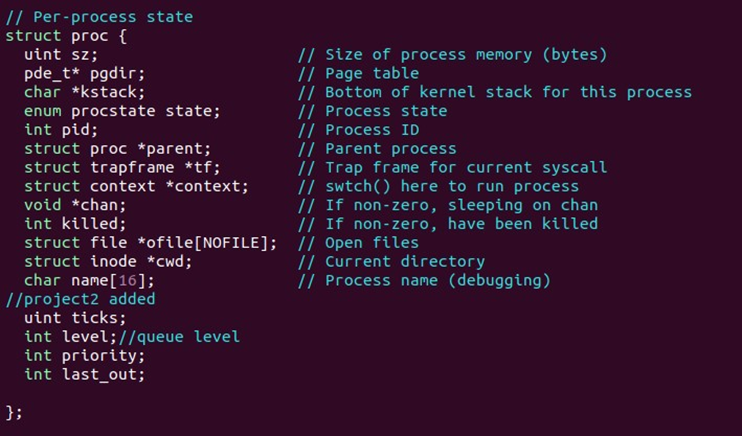 // Per-process state
struct proc {
  uint sz;                     // Size of process memory (bytes)
  pde_t* pgdir;                // Page table
  char *kstack;                // Bottom of kernel stack for this process
  enum procstate state;        // Process state
  int pid;                     // Process ID
  struct proc *parent;         // Parent process
  struct trapframe *tf;        // Trap frame for current syscall
  struct context *context;     // swtch() here to run process
  void *chan;                  // If non-zero, sleeping on chan
  int killed;                  // If non-zero, have been killed
  struct file *ofile[NOFILE];  // Open files
  struct inode *cwd;           // Current directory
  char name[16];               // Process name (debugging)
//project2 added
  uint ticks;
  int level;//queue level
  int priority;
  int last_out;
};